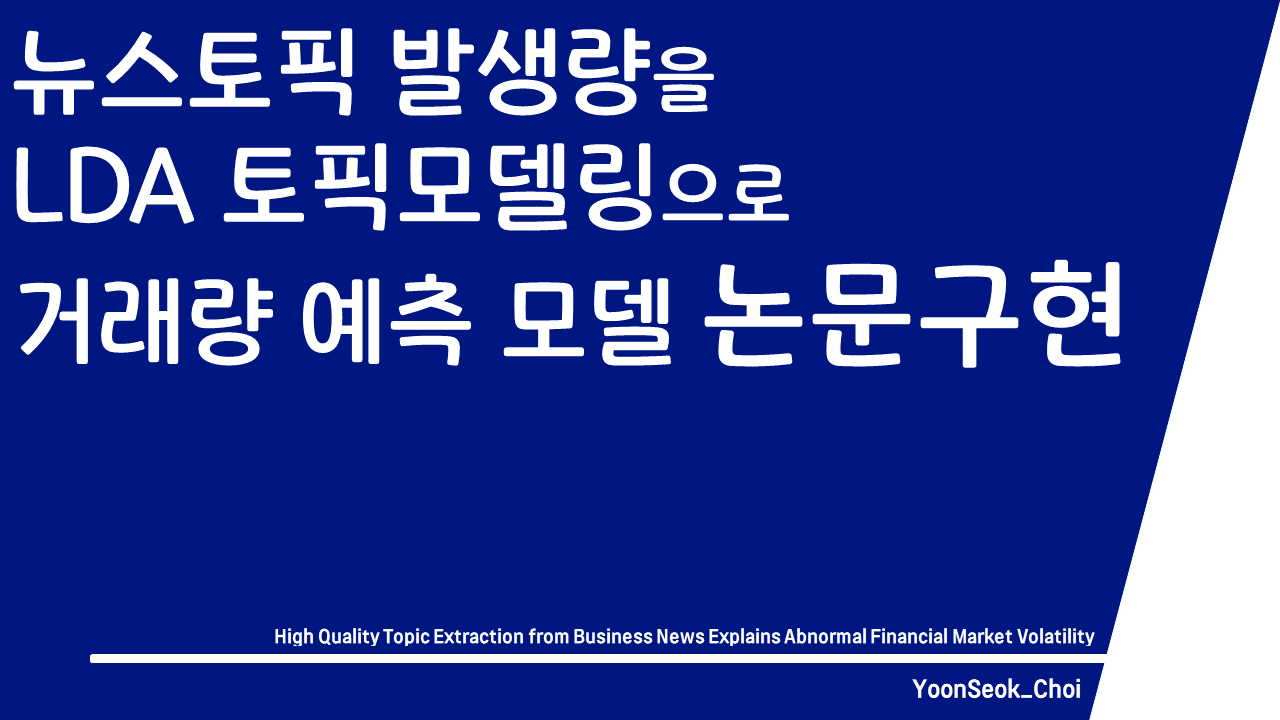 뉴스토픽 발생량을
LDA 토픽모델링으로
거래량 예측 모델 논문구현
High Quality Topic Extraction from Business News Explains Abnormal Financial Market Volatility
YoonSeok_Choi